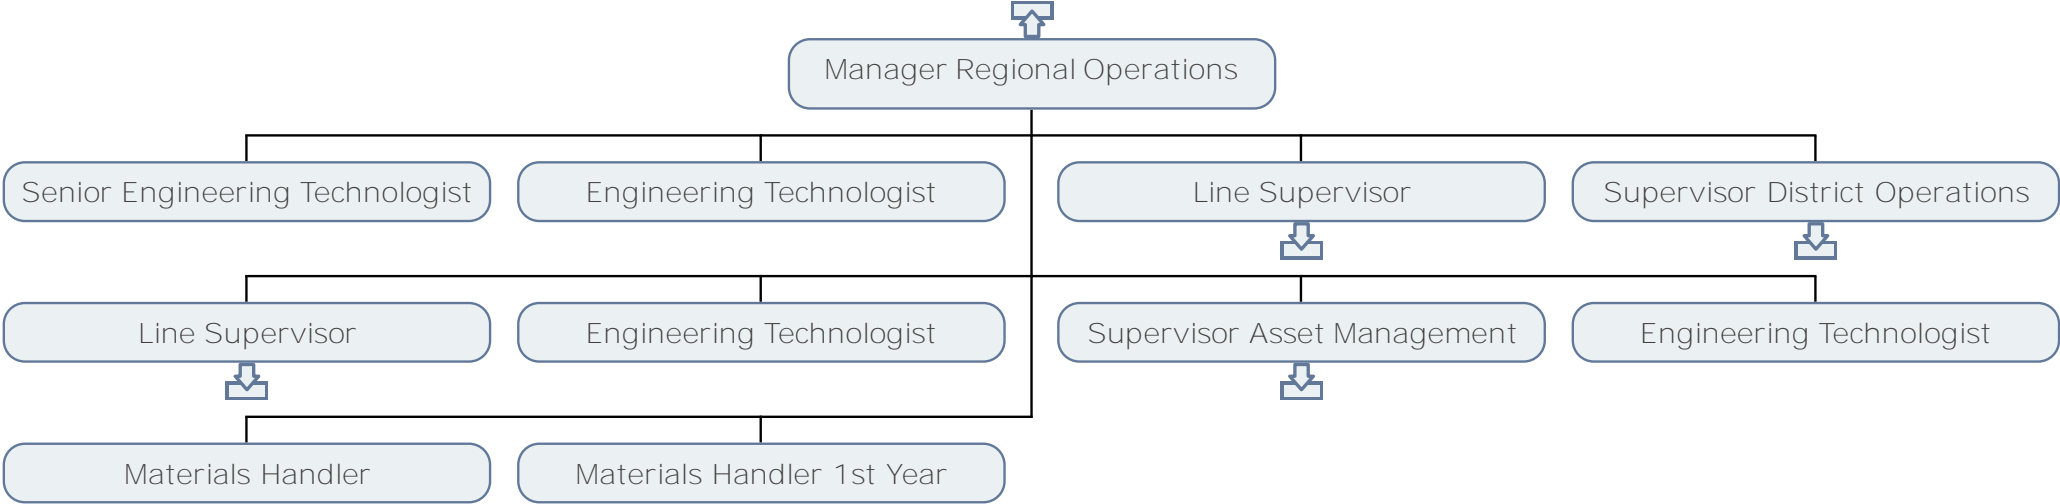 Manager Regional Operations
Senior Engineering Technologist
Engineering Technologist
Line Supervisor
Supervisor District Operations
Line Supervisor
Engineering Technologist
Supervisor Asset Management
Engineering Technologist
Materials Handler
Materials Handler 1st Year